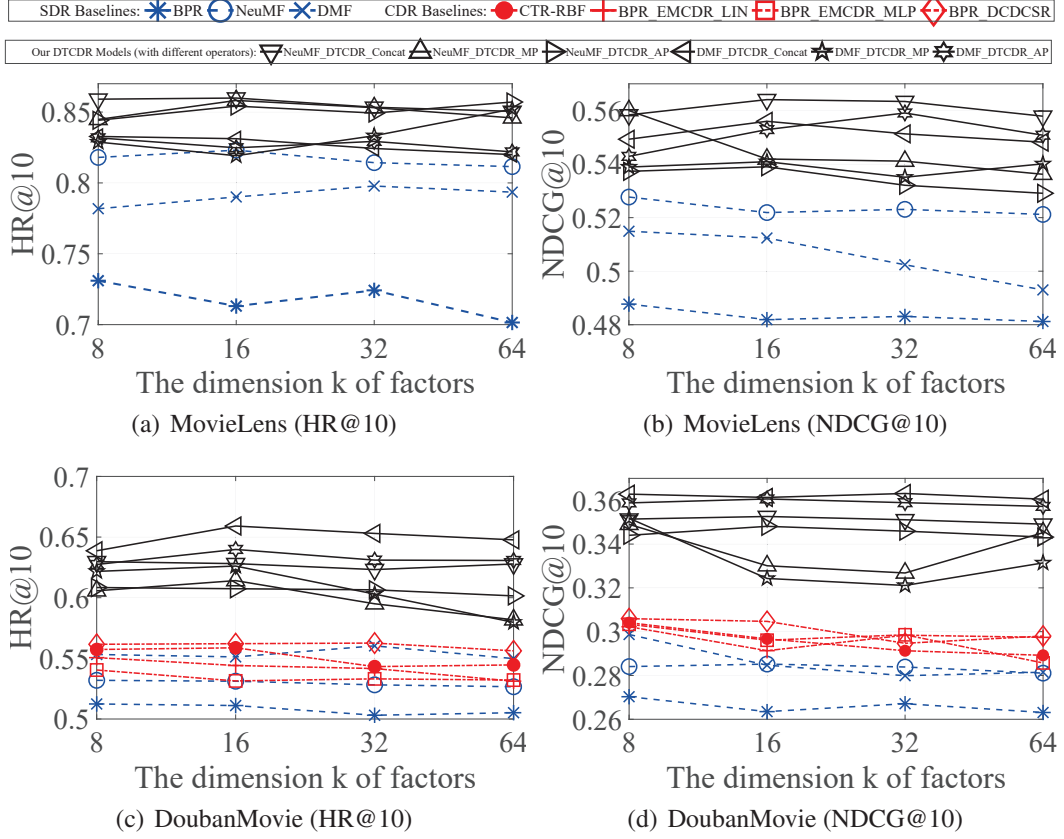 SDR Baselines: BPR NeuMF DMF CDR Baselines: CTR-RBF BPR_EMCDR_LIN BPR_EMCDR_MLP BPR_DCDCSR
Our DTCDR Models (with different operators): NeuMF_DTCDR_Concat NeuMF_DTCDR_MP NeuMF_DTCDR_AP DMF_DTCDR_Concat DMF_DTCDR_MP DMF_DTCDR_AP
HR@10
0.85
0.8
0.75
0.7
8 16 32 64
The dimension k of factors
(a) MovieLens (HR@10)
NDCG@10
0.56
0.54
0.52
0.5
0.48
8 16 32 64
The dimension k of factors
(b) MovieLens (NDCG@10)
HR@10
0.7
0.65
0.6
0.55
0.5
8 16 32 64
The dimension k of factors
(c) DoubanMovie (HR@10)
NDCG@10
0.36
0.34
0.32
0.3
0.28
0.26
8 16 32 64
The dimension k of factors
(d) DoubanMovie (NDCG@10)